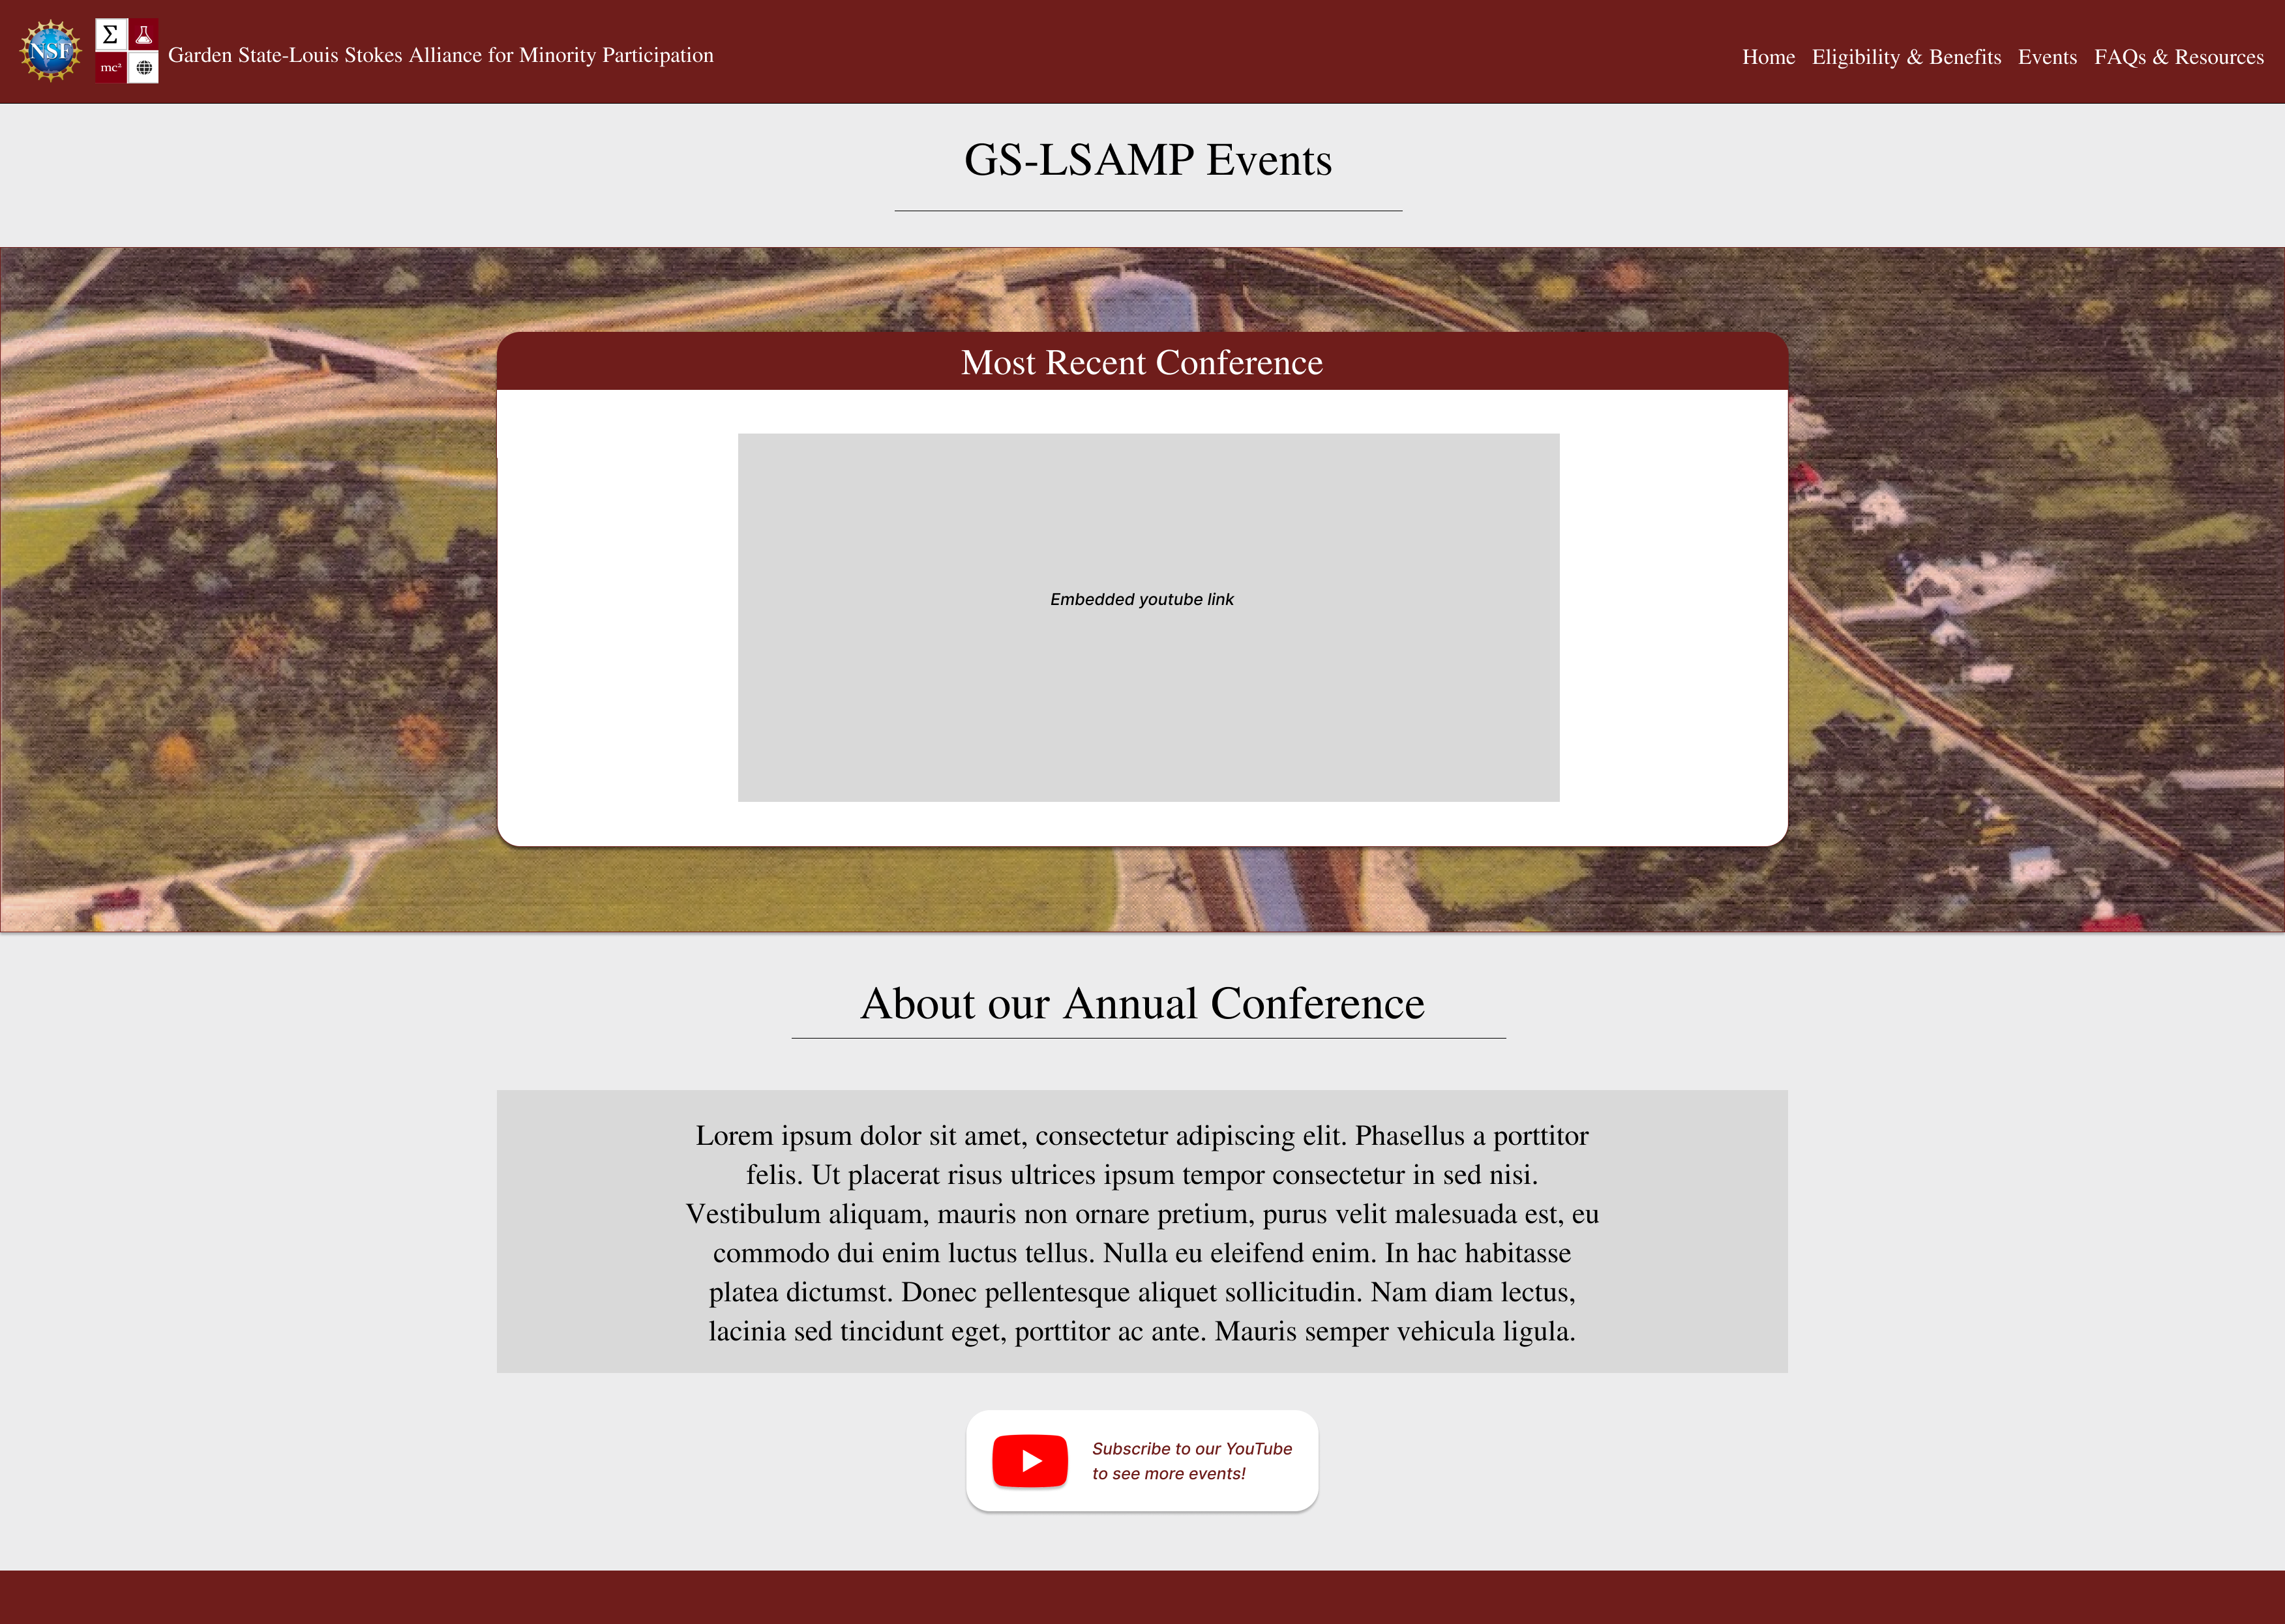 NSF
Σ
mc²
Garden State-Louis Stokes Alliance for Minority Participation
Home Eligibility & Benefits Events FAQs & Resources
GS-LSAMP Events
Most Recent Conference
Embedded youtube link
About our Annual Conference
Lorem ipsum dolor sit amet, consectetur adipiscing elit. Phasellus a porttitor
felis. Ut placerat risus ultrices ipsum tempor consectetur in sed nisi.
Vestibulum aliquam, mauris non ornare pretium, purus velit malesuada est, eu
commodo dui enim luctus tellus. Nulla eu eleifend enim. In hac habitasse
platea dictumst. Donec pellentesque aliquet sollicitudin. Nam diam lectus,
lacinia sed tincidunt eget, porttitor ac ante. Mauris semper vehicula ligula.
Subscribe to our YouTube
to see more events!